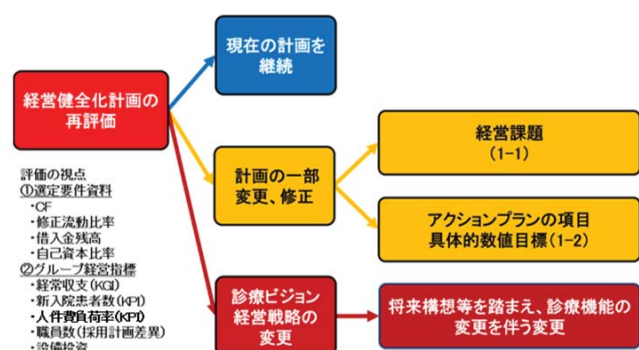 現在の計画を
継続
経営健全化計画の
再評価
経営課題
(1-1)
計画の一部
変更、修正
アクションプランの項目
具体的数値目標(1-2)
診療ビジョン
経営戦略の
変更
将来構想等を踏まえ、診療機能の
変更を伴う変更
評価の視点
①選定要件資料
・CF
・修正流動比率
・借入金残高
・自己資本比率
②グループ経営指標
・経常収支(KGI)
・新入院患者数(KPI)
・人件費負荷率(KPI)
・職員数(採用計画差異)
・設備投資